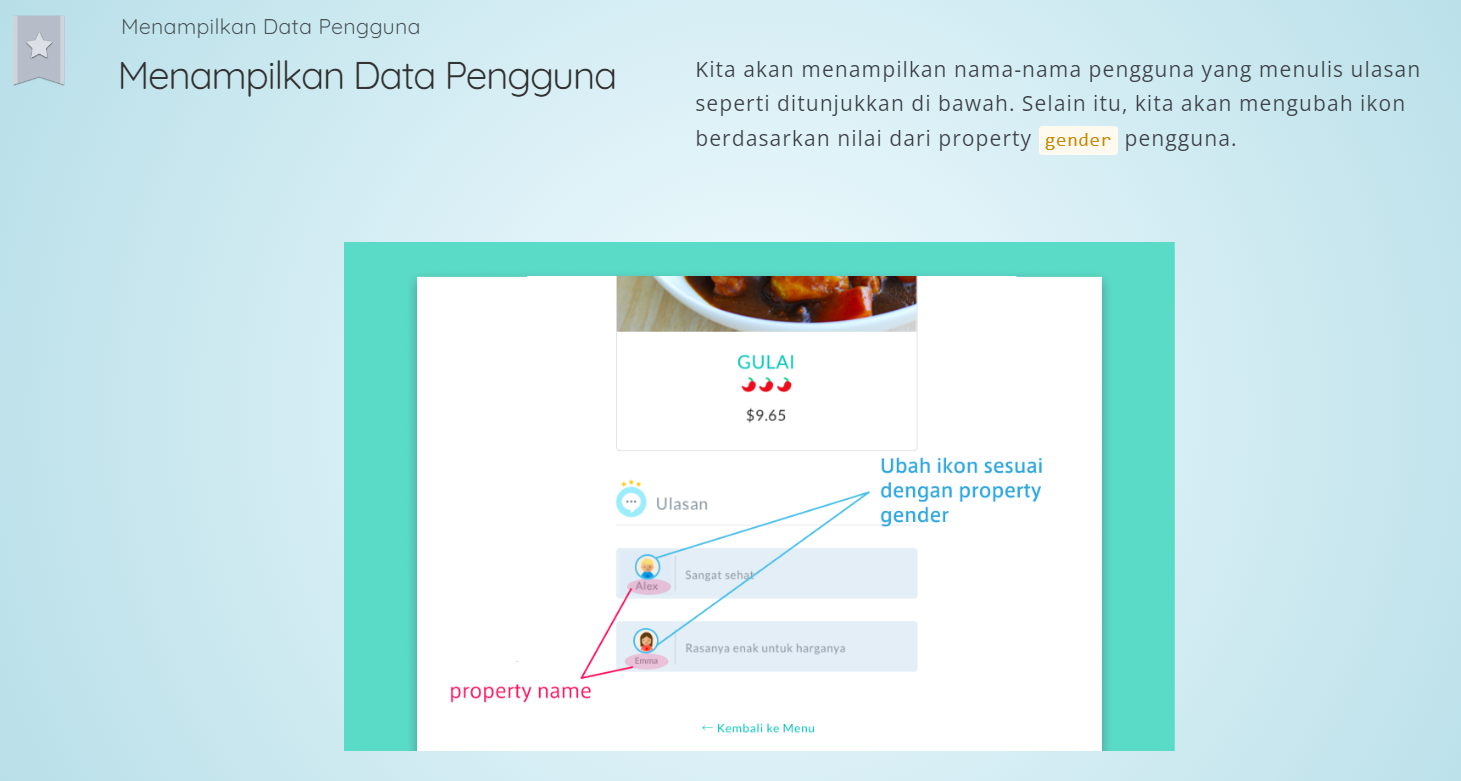 Menampilkan Data Pengguna
Menampilkan Data Pengguna
Kita akan menampilkan nama-nama pengguna yang menulis ulasan
seperti ditunjukkan di bawah. Selain itu, kita akan mengubah ikon
berdasarkan nilai dari property gender pengguna.
GULAI
$9.65
Ubah ikon sesuai
dengan property
gender
Ulasan
Sangat sehat
Alex
Rasanya enak untuk harganya
Emma
property name
← Kembali ke Menu